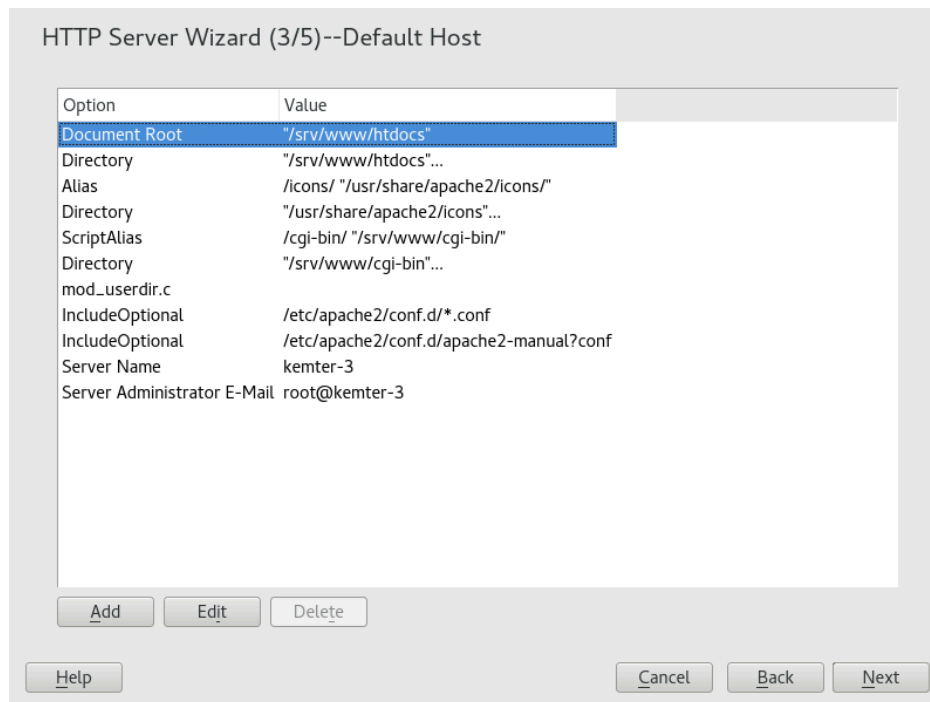 HTTP Server Wizard (3/5)--Default Host
Option Value
Document Root "/srv/www/htdocs"
Directory "/srv/www/htdocs"...
Alias /icons/ "/usr/share/apache2/icons/"
Directory "/usr/share/apache2/icons"...
ScriptAlias /cgi-bin/ "/srv/www/cgi-bin/"
Directory "/srv/www/cgi-bin"...
mod_userdir.c
IncludeOptional /etc/apache2/conf.d/*.conf
IncludeOptional /etc/apache2/conf.d/apache2-manual?conf
Server Name kemter-3
Server Administrator E-Mail root@kemter-3
Add Edit Delete
Help Cancel Back Next